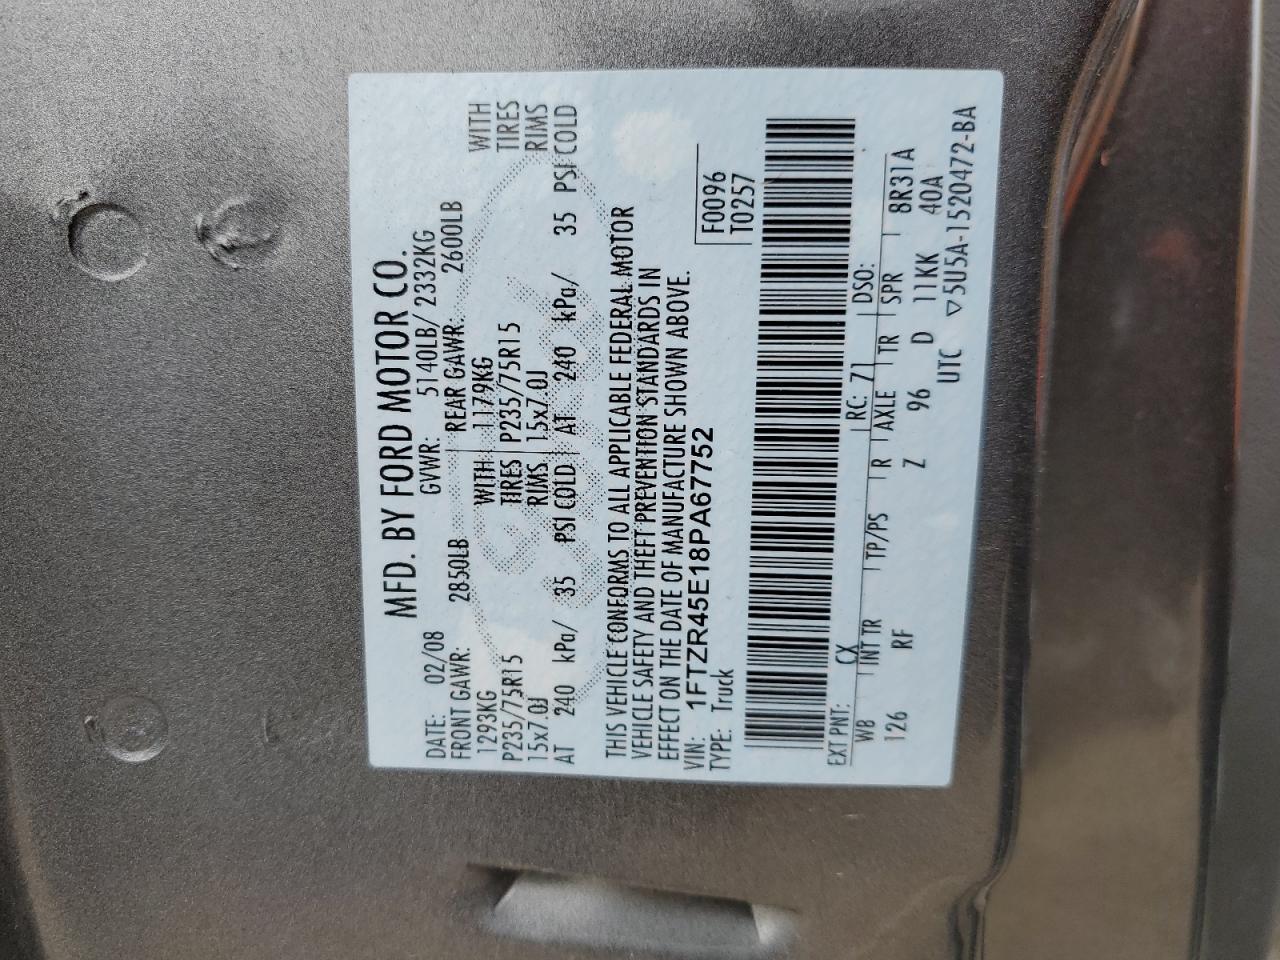 MFD. BY FORD MOTOR CO.
DATE: 02/08 GVWR: 5140LB/ 2332KG
FRONT GAWR: 2850LB REAR GAWR: 2600LB
1293KG WITH 1179KG WITH
P235/75R15 TIRES P235/75R15 TIRES
15x7.0J RIMS 15x7.0J RIMS
AT 240 kPa/ 35 PSI COLD AT 240 kPa/ 35 PSI COLD
THIS VEHICLE CONFORMS TO ALL APPLICABLE FEDERAL MOTOR
VEHICLE SAFETY AND THEFT PREVENTION STANDARDS IN
EFFECT ON THE DATE OF MANUFACTURE SHOWN ABOVE.
VIN: 1FTZR45E18PA67752 F0096
TYPE: Truck T0257
EXT PNT: CX RC: 71 DSO:
WB INT TR TP/PS R AXLE TR SPR 8R31A
126 RF Z 96 D 11KK 40A
UTC ▽5U5A-1520472-BA